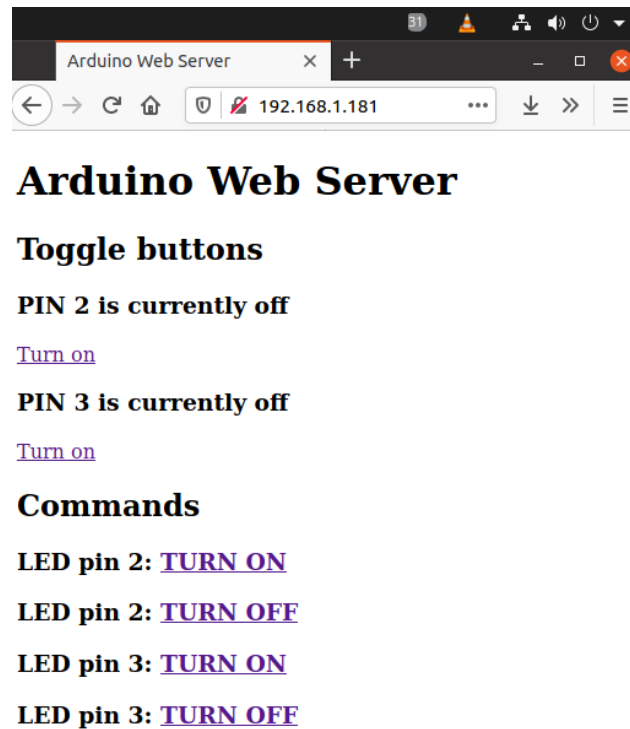 31
Arduino Web Server
192.168.1.181
Arduino Web Server
Toggle buttons
PIN 2 is currently off
Turn on
PIN 3 is currently off
Turn on
Commands
LED pin 2: TURN ON
LED pin 2: TURN OFF
LED pin 3: TURN ON
LED pin 3: TURN OFF